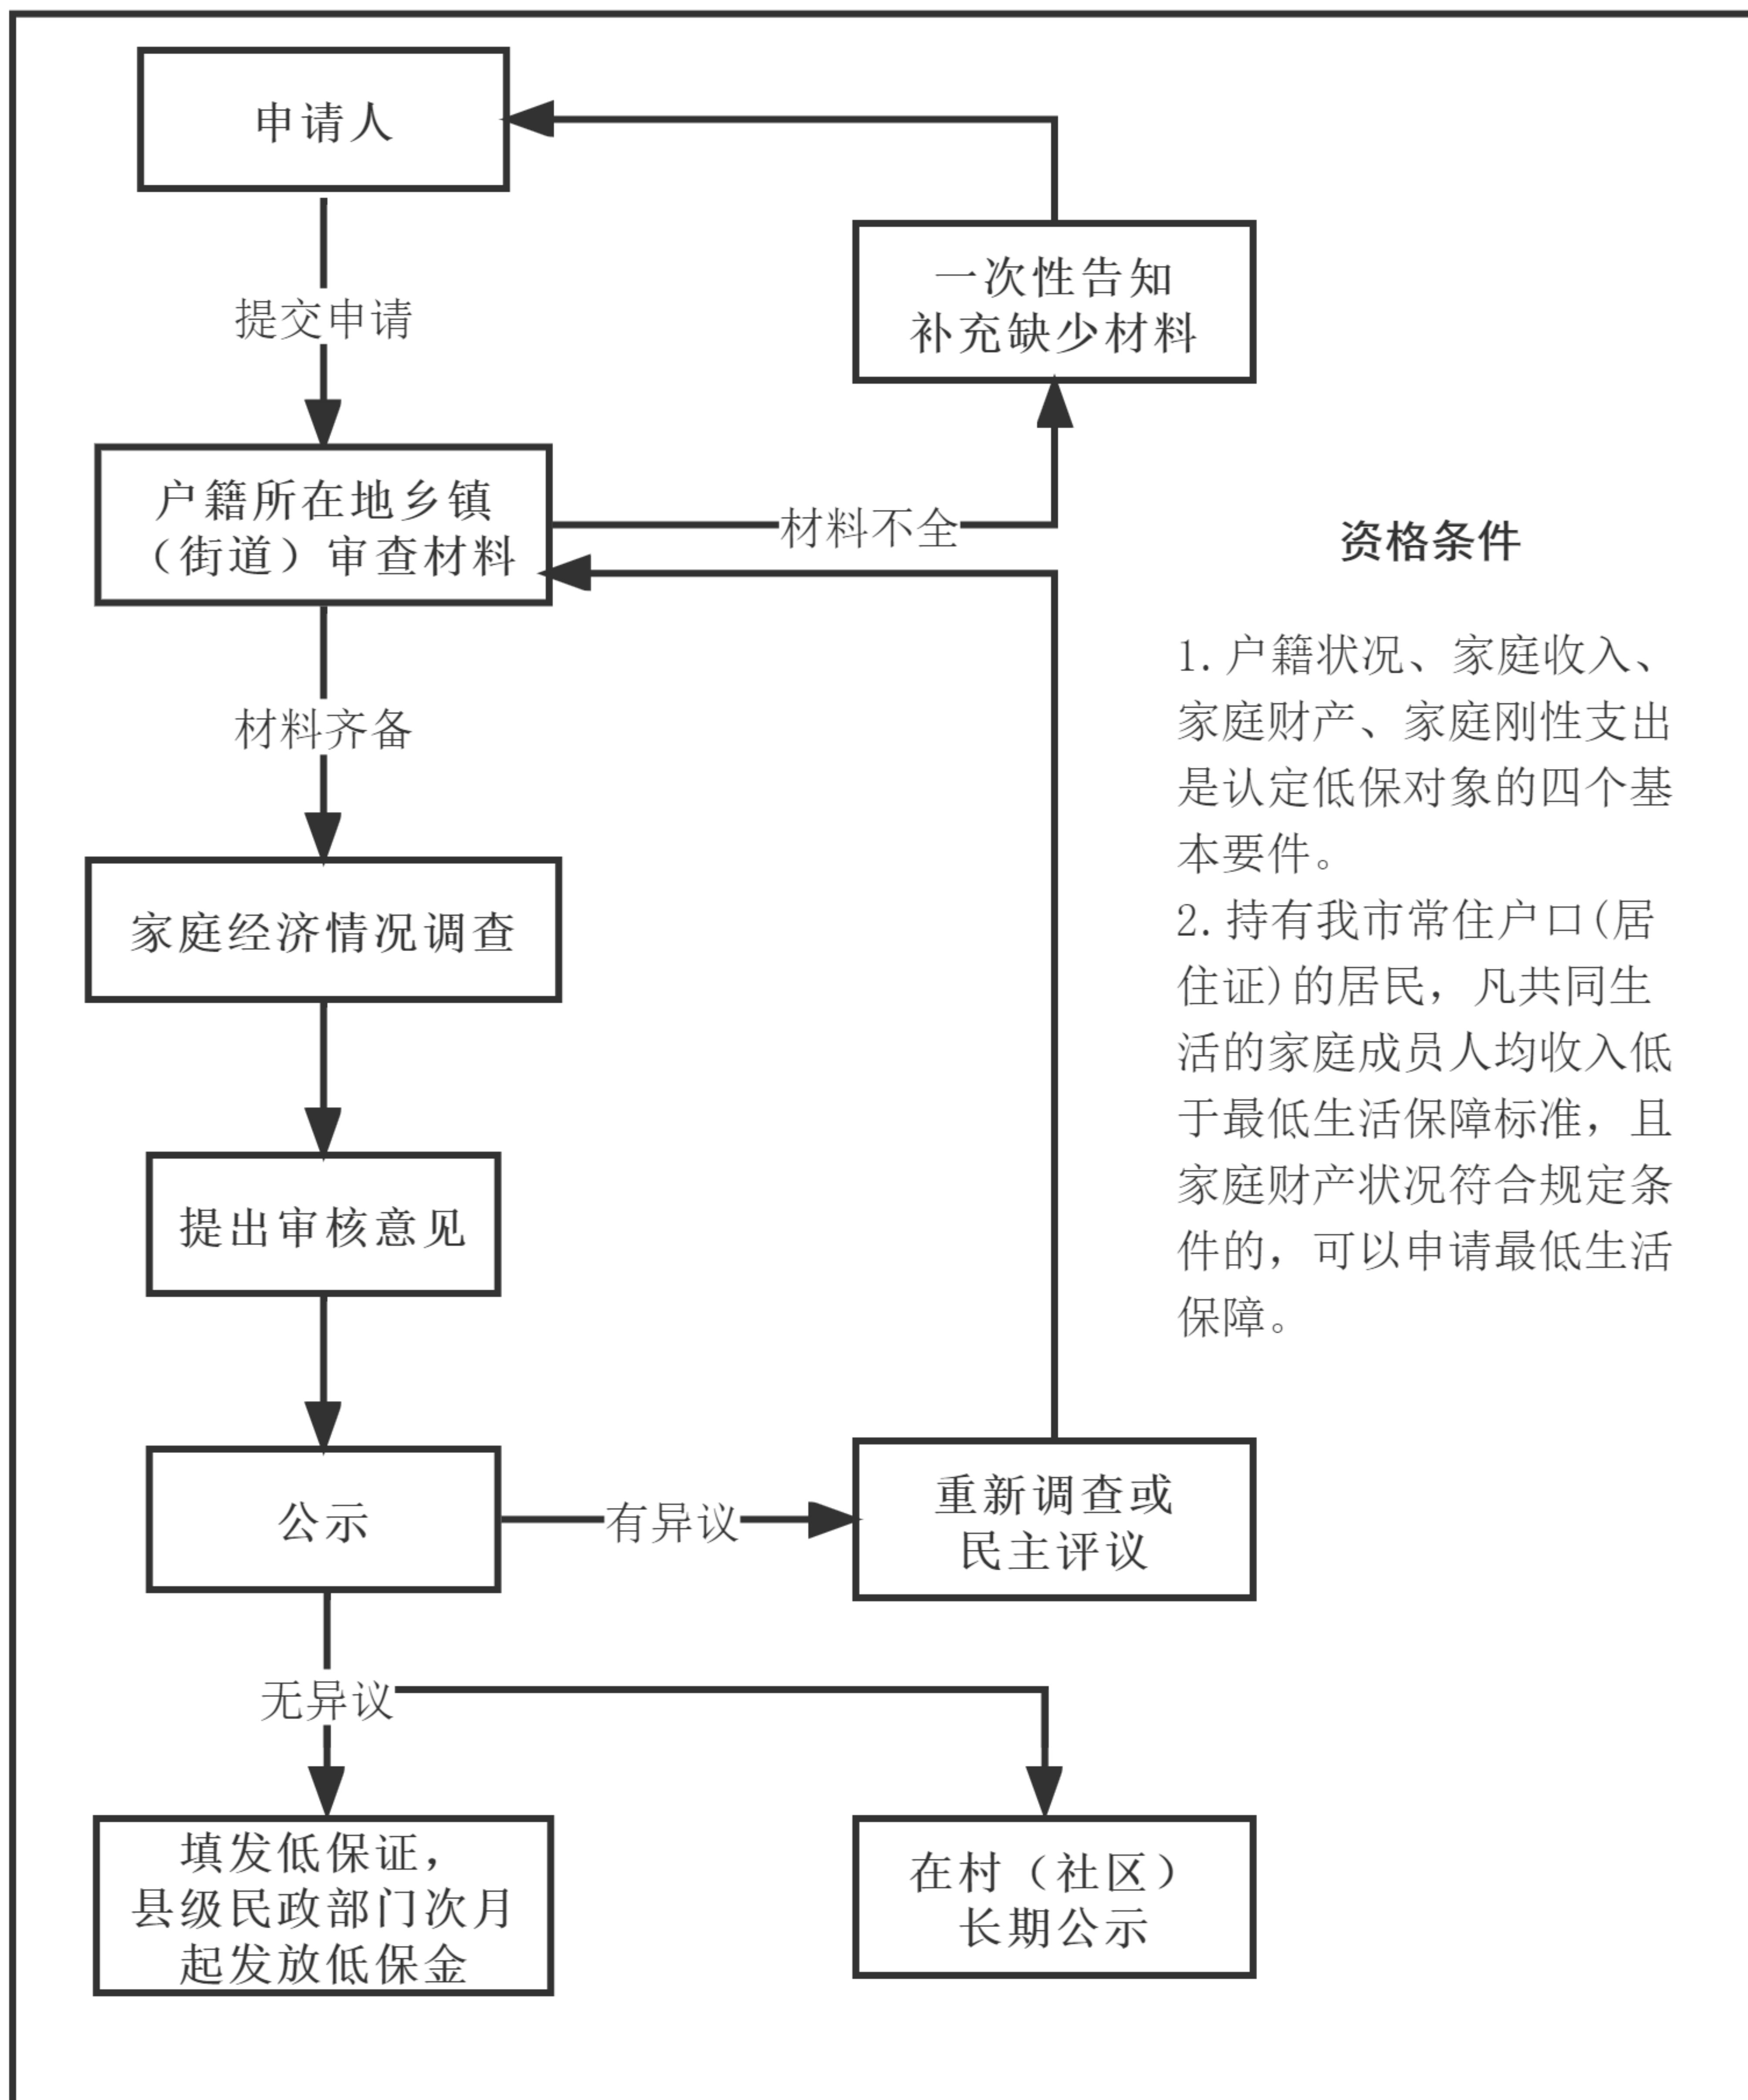 申请人
提交申请
一次性告知
补充缺少材料
户籍所在地乡镇
（街道）审查材料
材料不全
材料齐备
家庭经济情况调查
提出审核意见
公示
有异议
重新调查或
民主评议
无异议
填发低保证，
县级民政部门次月
起发放低保金
在村（社区）
长期公示
资格条件
1.户籍状况、家庭收入、
家庭财产、家庭刚性支出
是认定低保对象的四个基
本要件。
2.持有我市常住户口(居
住证)的居民，凡共同生
活的家庭成员人均收入低
于最低生活保障标准，且
家庭财产状况符合规定条
件的，可以申请最低生活
保障。